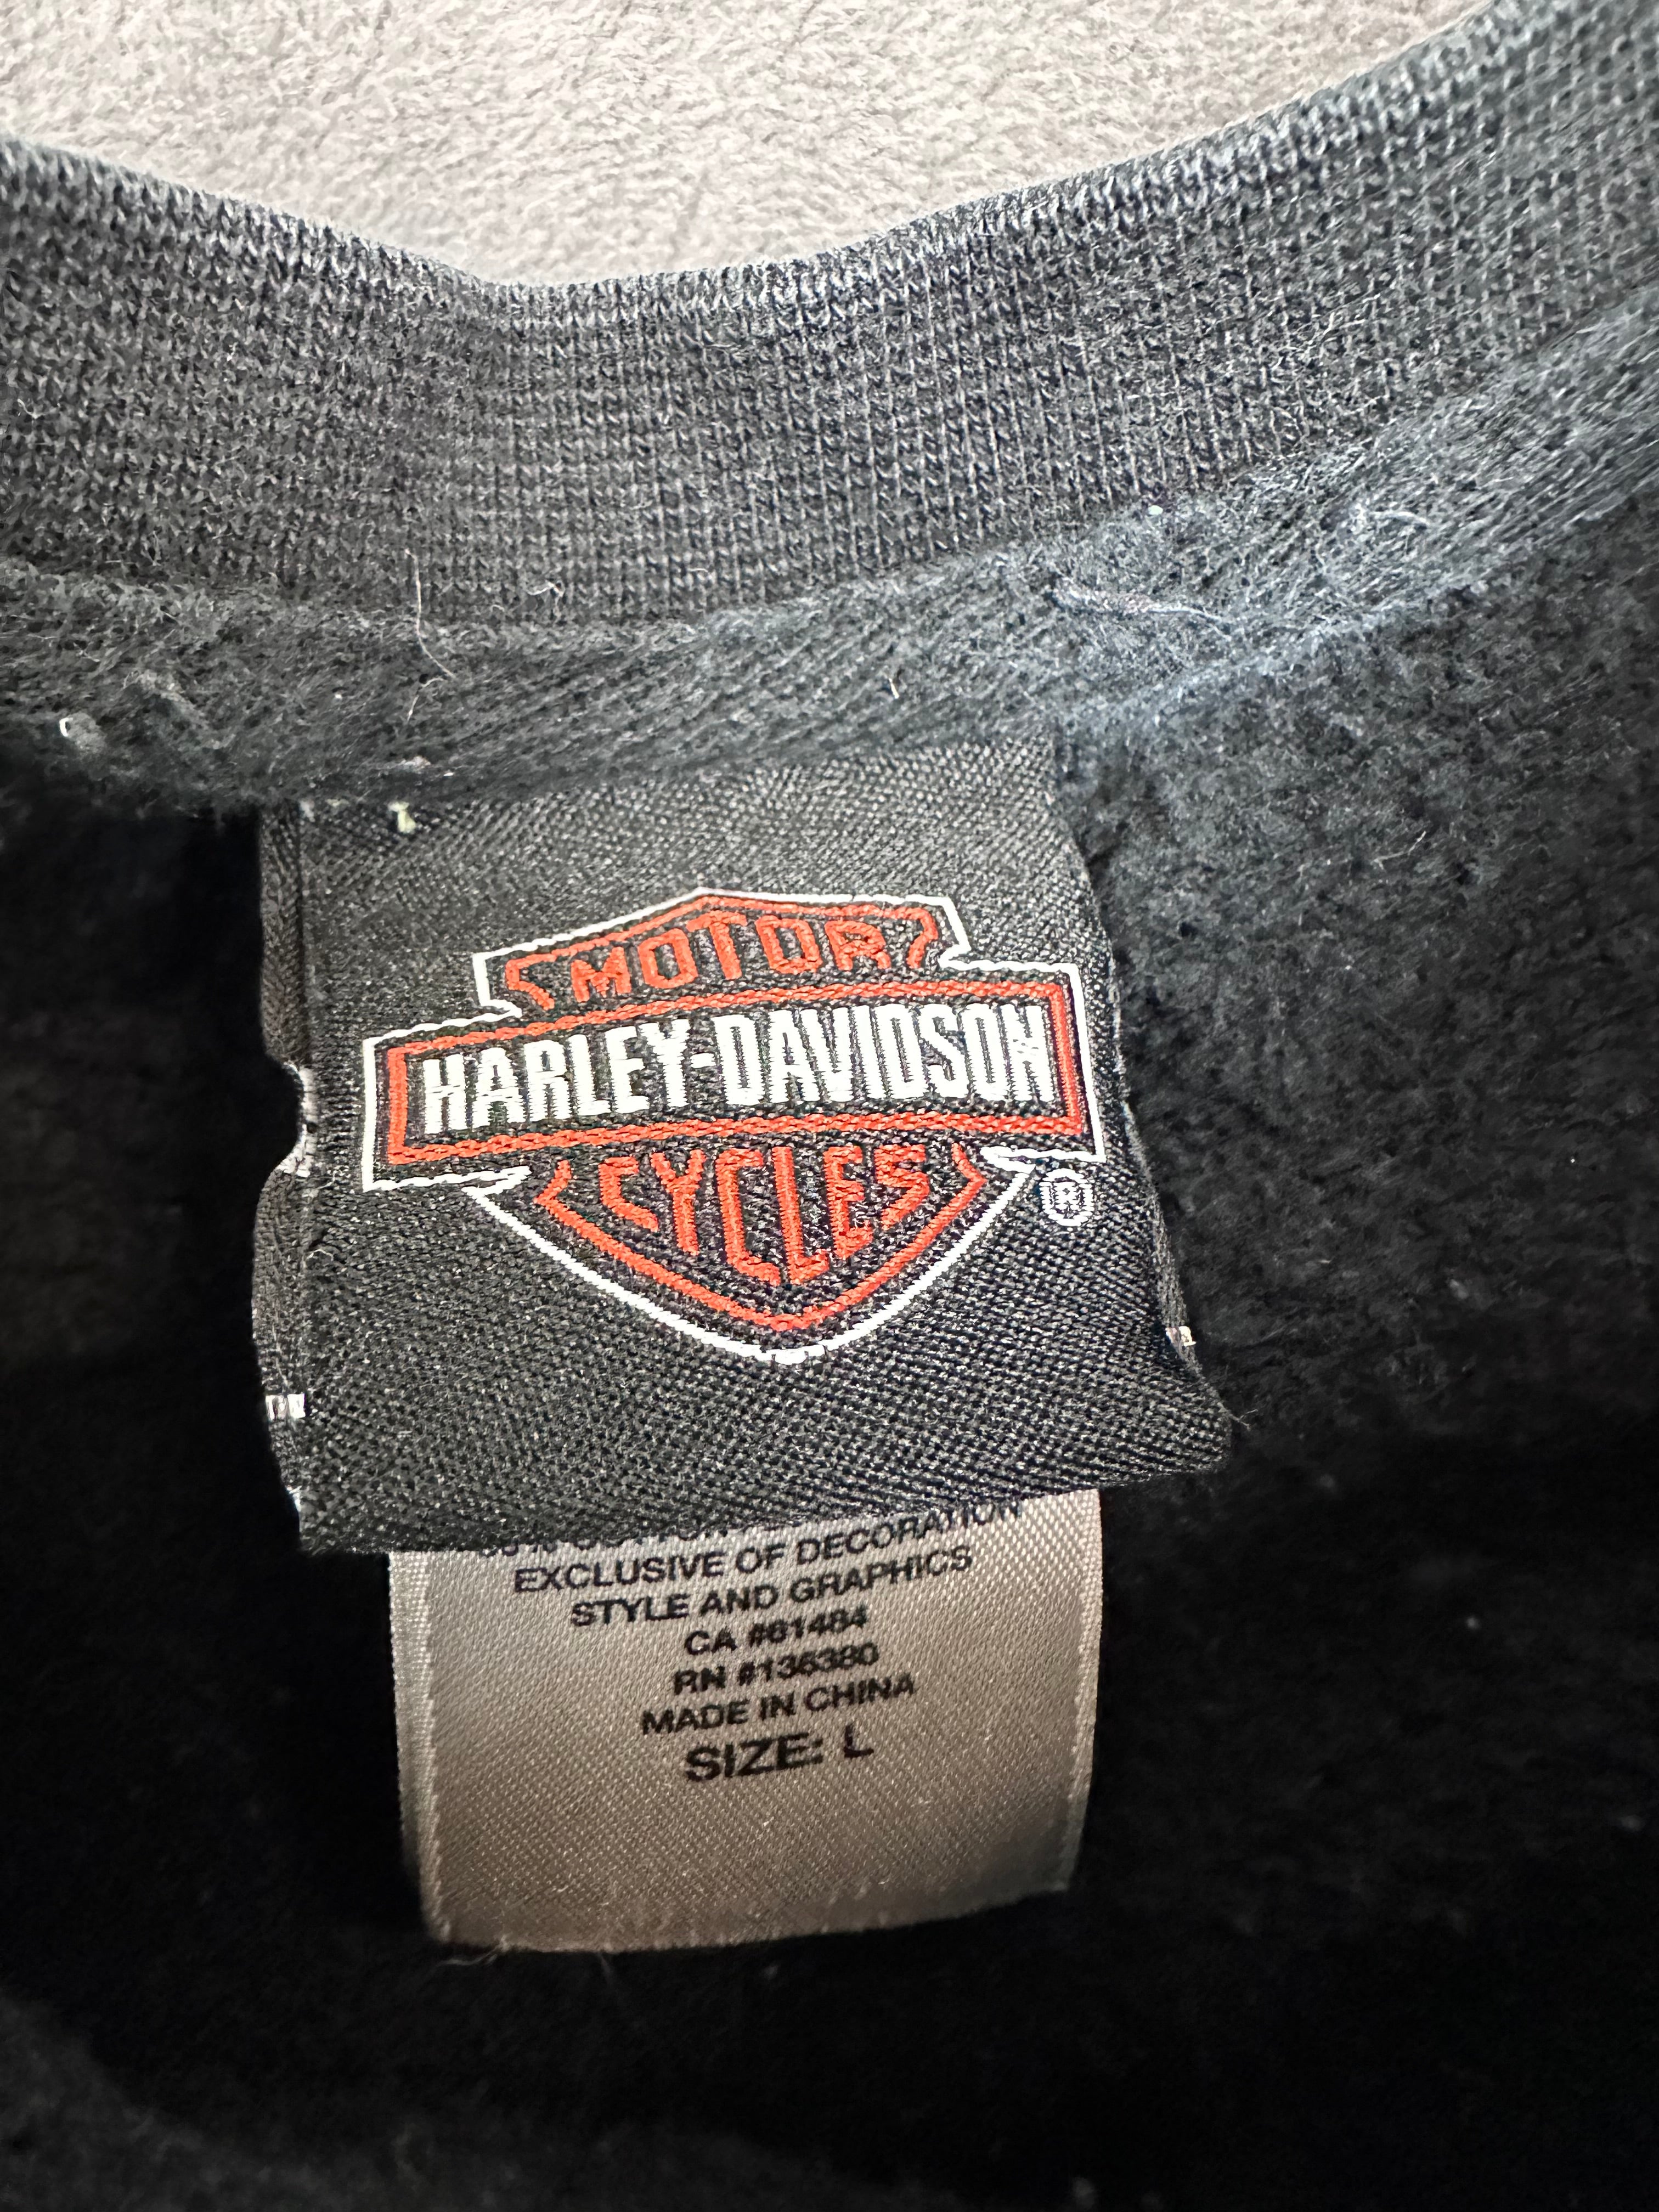 MOTOR
HARLEY-DAVIDSON
CYCLES
®
EXCLUSIVE OF DECORATION
STYLE AND GRAPHICS
CA #61484
RN #136380
MADE IN CHINA
SIZE: L